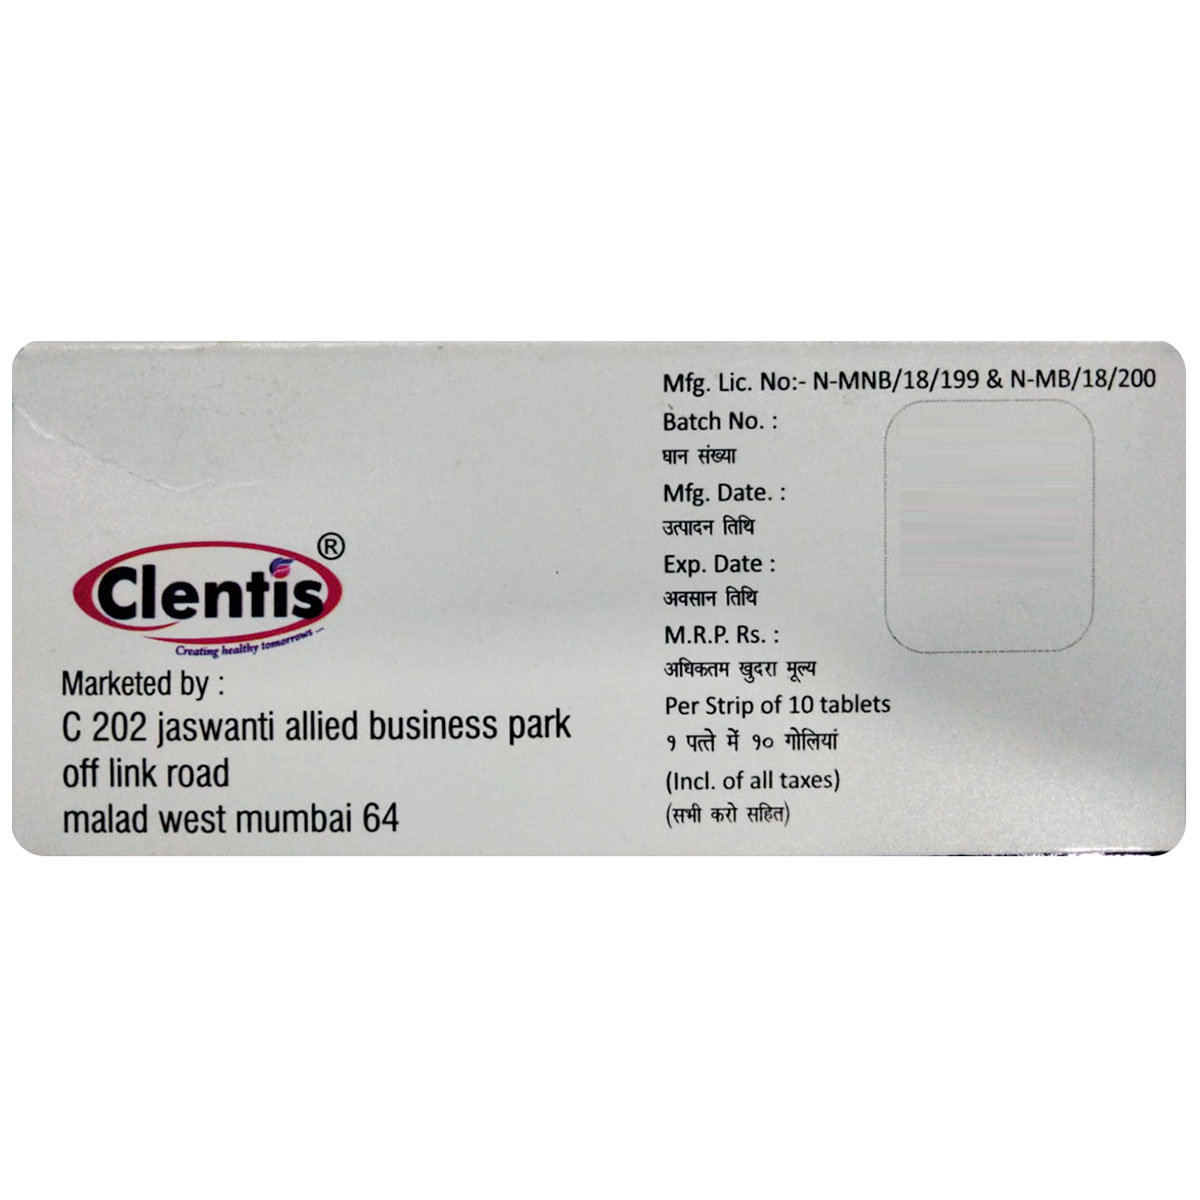 Clentis®
Creating healthy tomorrows ...
Marketed by :
C 202 jaswanti allied business park
off link road
malad west mumbai 64
Mfg. Lic. No:- N-MNB/18/199 & N-MB/18/200
Batch No. :
घान संख्या
Mfg. Date. :
उत्पादन तिथि
Exp. Date :
अवसान तिथि
M.R.P. Rs. :
अधिकतम खुदरा मूल्य
Per Strip of 10 tablets
१ पत्ते में १० गोलियां
(Incl. of all taxes)
(सभी करो सहित)